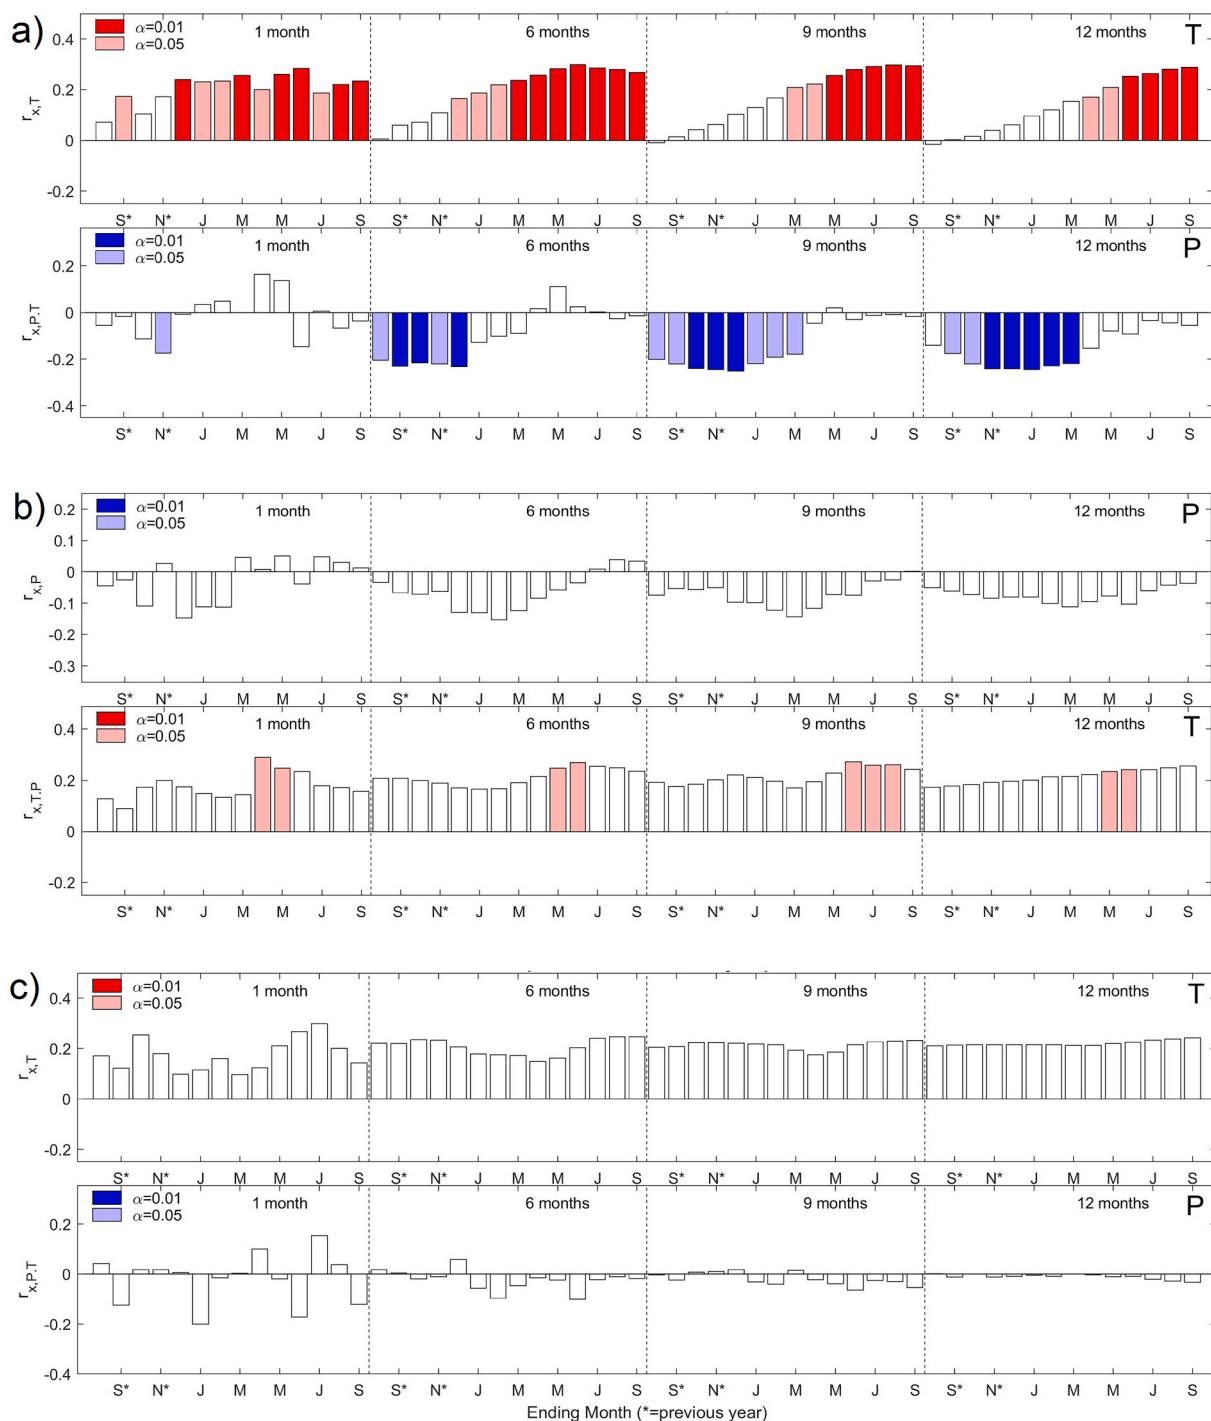 a)
α=0.01
α=0.05
1 month
6 months
9 months
12 months
T
0.4
0.2
0
-0.2
r x,T
S* N* J M M J S S* N* J M M J S S* N* J M M J S S* N* J M M J S
α=0.01
α=0.05
1 month
6 months
9 months
12 months
P
0.2
0
-0.2
-0.4
r x,P.T
S* N* J M M J S S* N* J M M J S S* N* J M M J S S* N* J M M J S
b)
α=0.01
α=0.05
1 month
6 months
9 months
12 months
P
0.2
0.1
0
-0.1
-0.2
-0.3
r x,P
S* N* J M M J S S* N* J M M J S S* N* J M M J S S* N* J M M J S
α=0.01
α=0.05
1 month
6 months
9 months
12 months
T
0.4
0.2
0
-0.2
r x,T.P
S* N* J M M J S S* N* J M M J S S* N* J M M J S S* N* J M M J S
c)
α=0.01
α=0.05
1 month
6 months
9 months
12 months
T
0.4
0.2
0
-0.2
r x,T
S* N* J M M J S S* N* J M M J S S* N* J M M J S S* N* J M M J S
α=0.01
α=0.05
1 month
6 months
9 months
12 months
P
0.2
0
-0.2
-0.4
r x,P.T
S* N* J M M J S S* N* J M M J S S* N* J M M J S S* N* J M M J S
Ending Month (*=previous year)